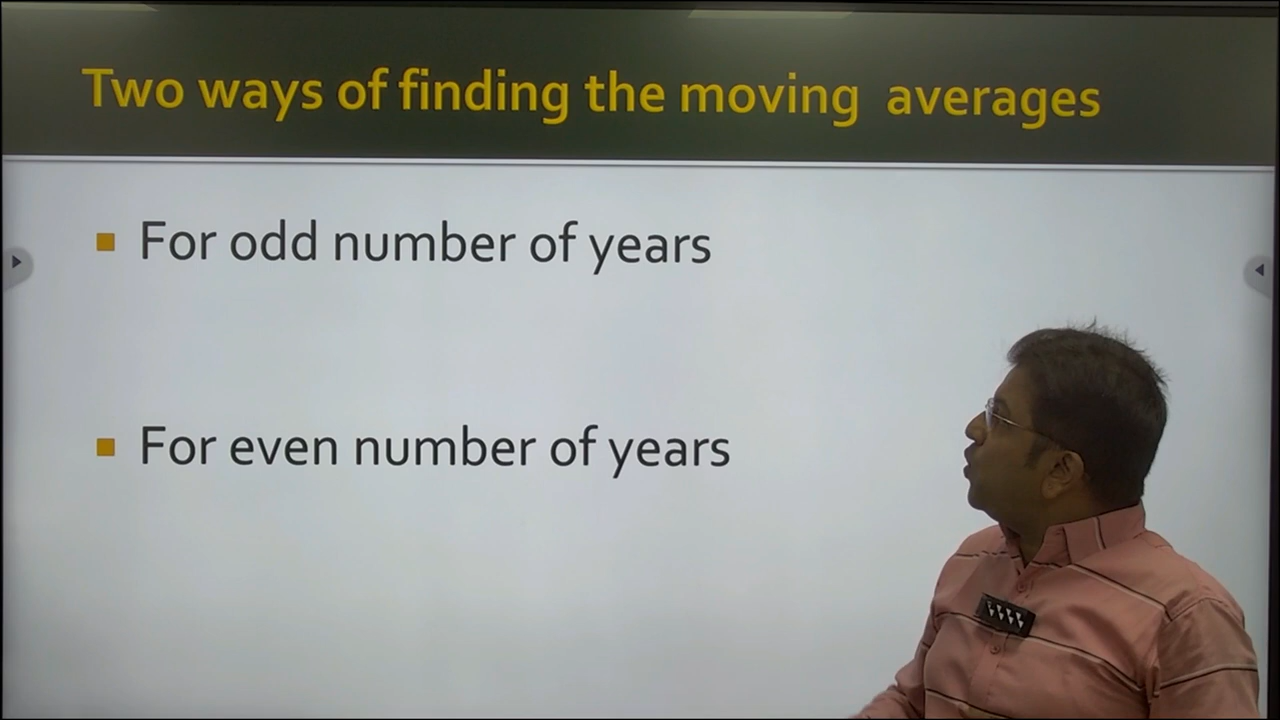 Two ways of finding the moving averages
For odd number of years
For even number of years